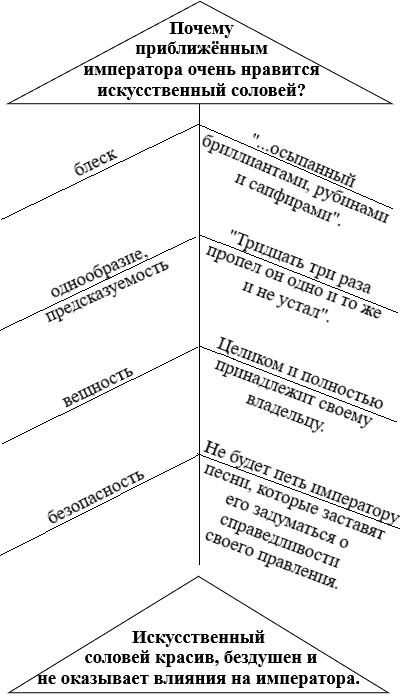 Почему
приближённым
императора очень нравится
искусственный соловей?
блеск
"...осыпанный
бриллиантами, рубинами
и сапфирами".
однообразие,
предсказуемость
"Тридцать три раза
пропел он одно и то же
и не устал".
вещность
Целиком и полностью
принадлежит своему
владельцу.
безопасность
Не будет петь императору
песни, которые заставят
его задуматься о
справедливости
своего правления.
Искусственный
соловей красив, бездушен и
не оказывает влияния на императора.